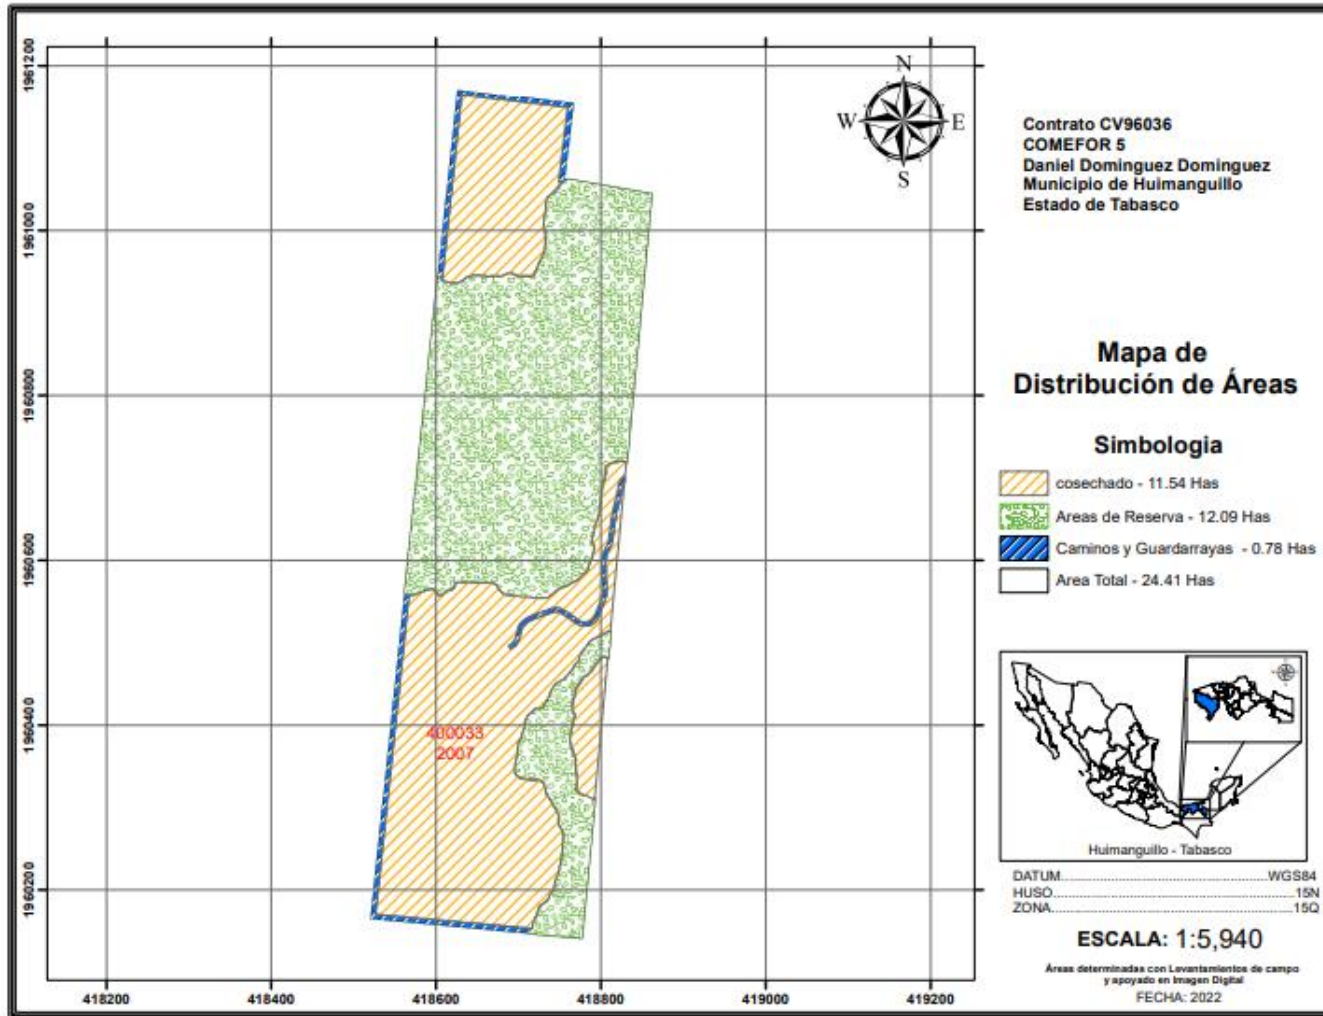 1961200
1961000
1960800
1960600
1960400
1960200
418200
418400
418600
418800
419000
419200
N
W
E
S
400033
2007
Contrato CV96036
COMEFOR 5
Daniel Dominguez Dominguez
Municipio de Huimanguillo
Estado de Tabasco
Mapa de
Distribución de Áreas
Simbologia
cosechado - 11.54 Has
Areas de Reserva - 12.09 Has
Caminos y Guardarrayas - 0.78 Has
Area Total - 24.41 Has
Huimanguillo - Tabasco
DATUM......WGS84
HUSO......15N
ZONA......15Q
ESCALA: 1:5,940
Áreas determinadas con Levantamientos de campo
y apoyado en Imagen Digital
FECHA: 2022